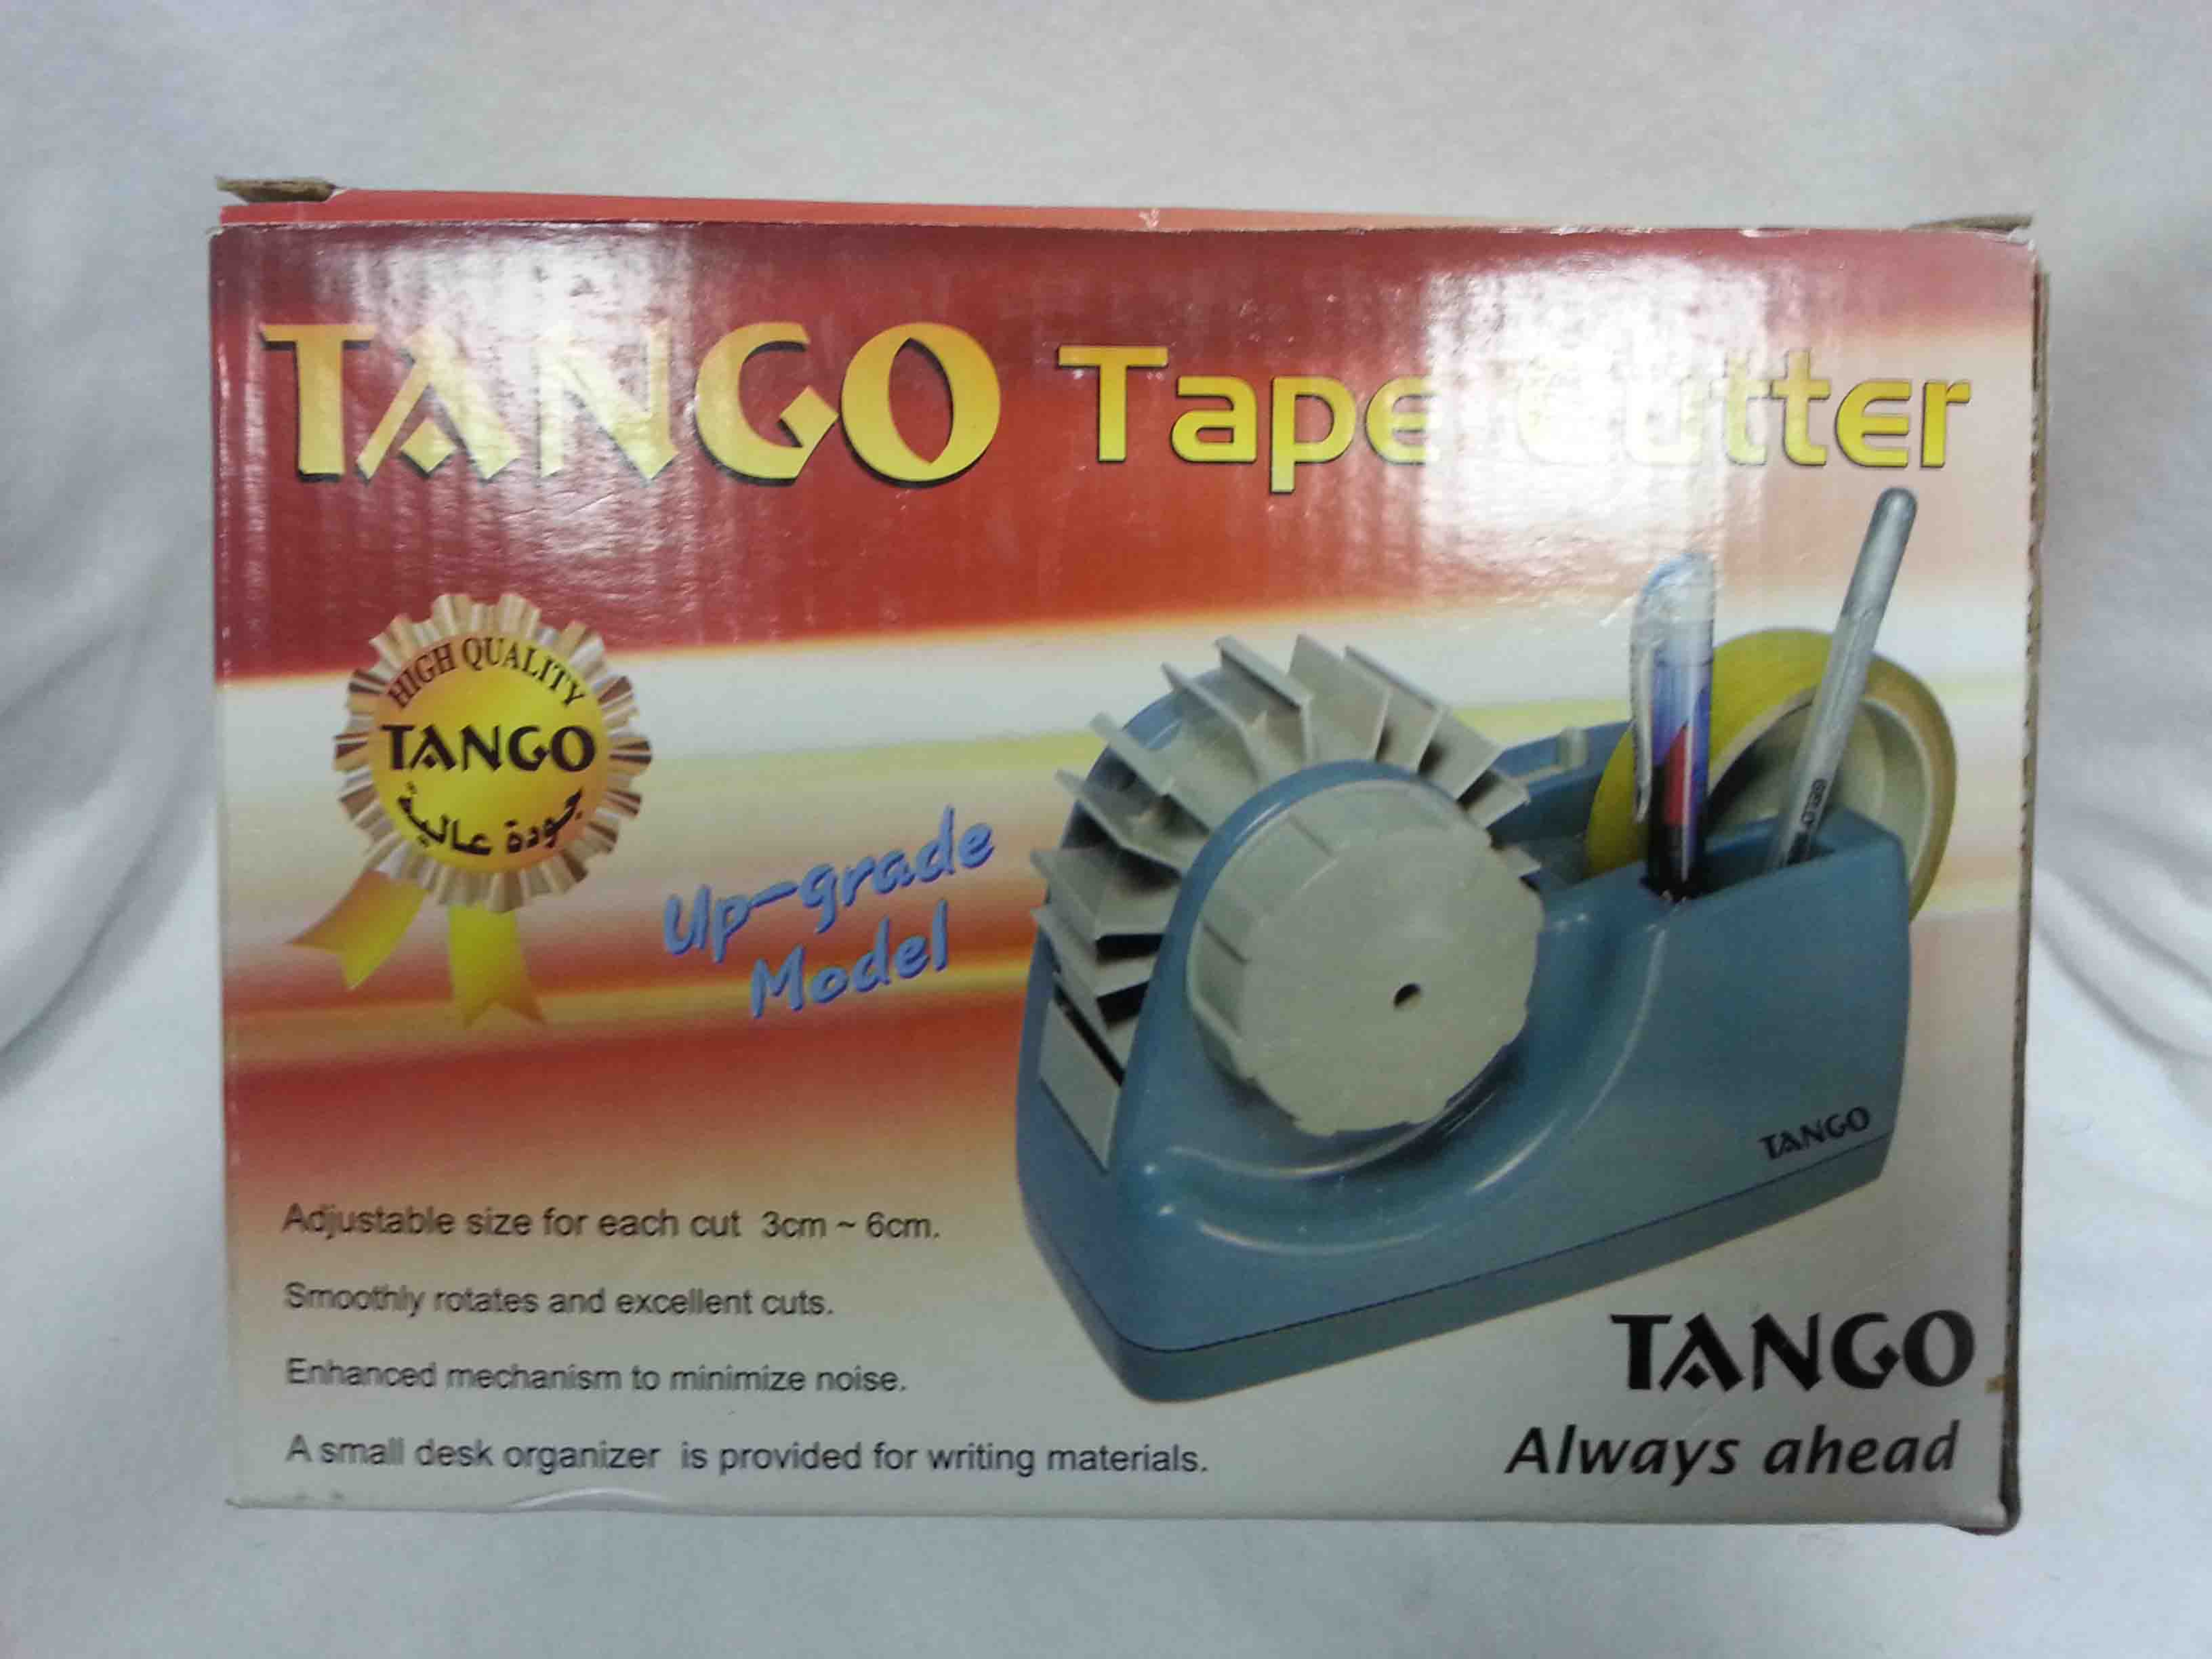 TANGO Tape Cutter
HIGH QUALITY
TANGO
جودة عالية
Up-grade
Model
TANGO
Adjustable size for each cut 3cm ~ 6cm.
Smoothly rotates and excellent cuts.
Enhanced mechanism to minimize noise.
A small desk organizer is provided for writing materials.
TANGO
Always ahead